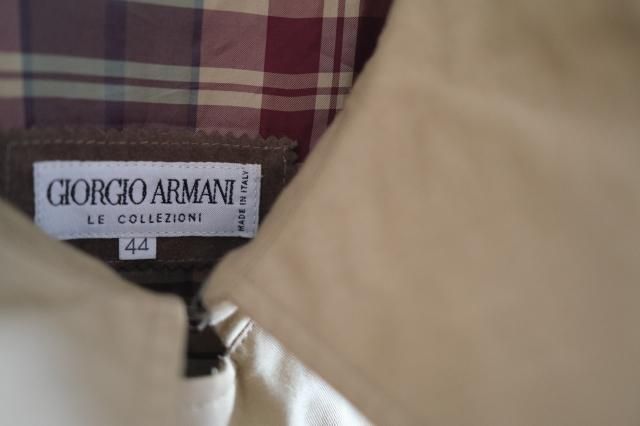 GIORGIO ARMANI
LE COLLEZIONI
MADE IN ITALY
44